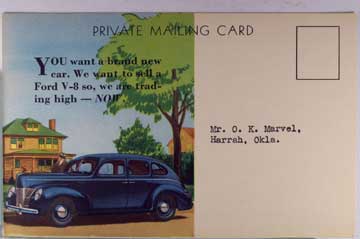 PRIVATE MAILING CARD
YOU want a brand new
car. We want to sell a
Ford V-8 so, we are trad-
ing high — NOW.
Mr. O. K. Marvel,
Harrah, Okla.